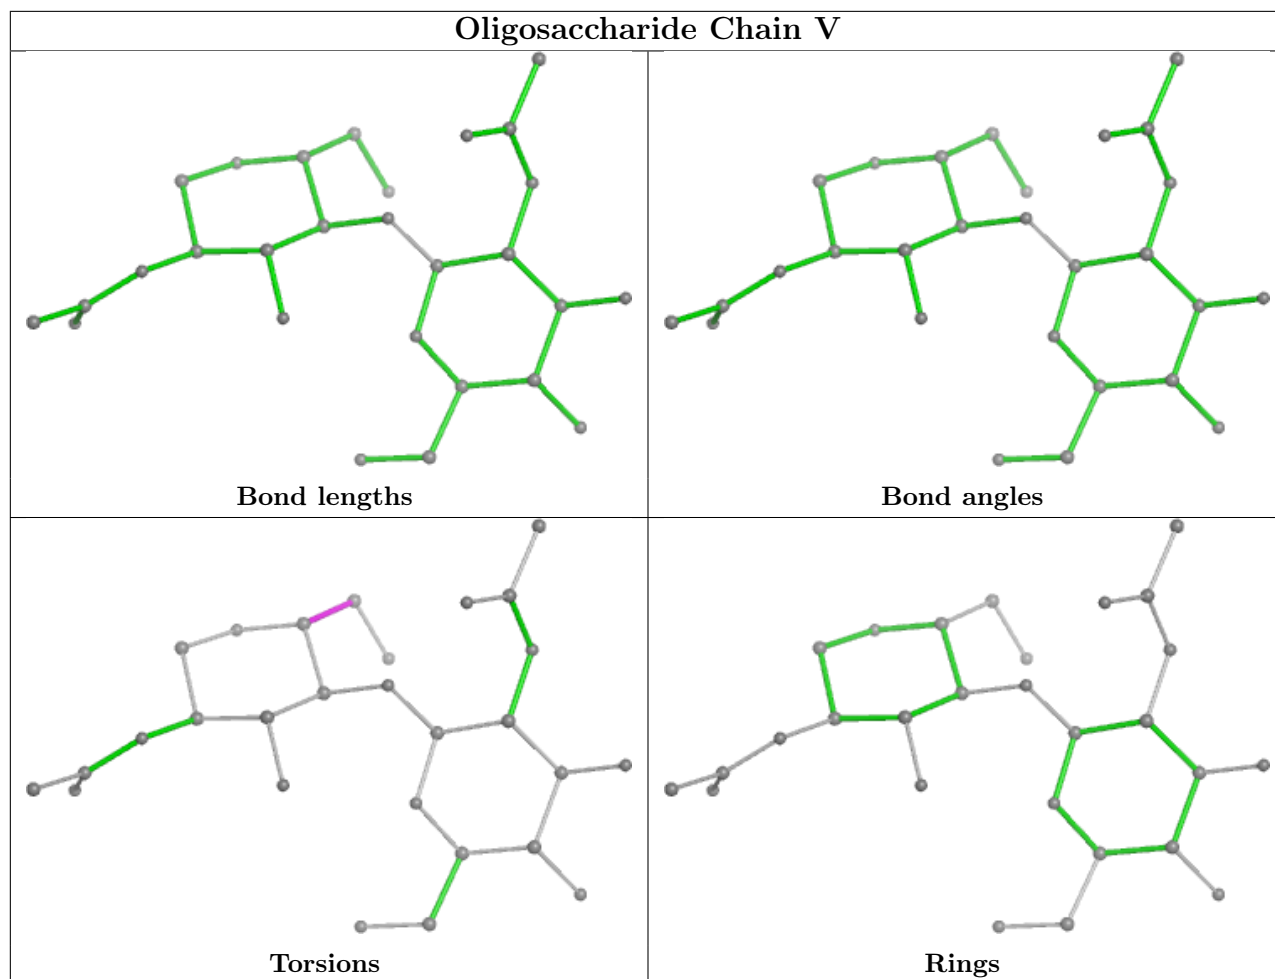 Oligosaccharide Chain V
Bond lengths
Bond angles
Torsions
Rings